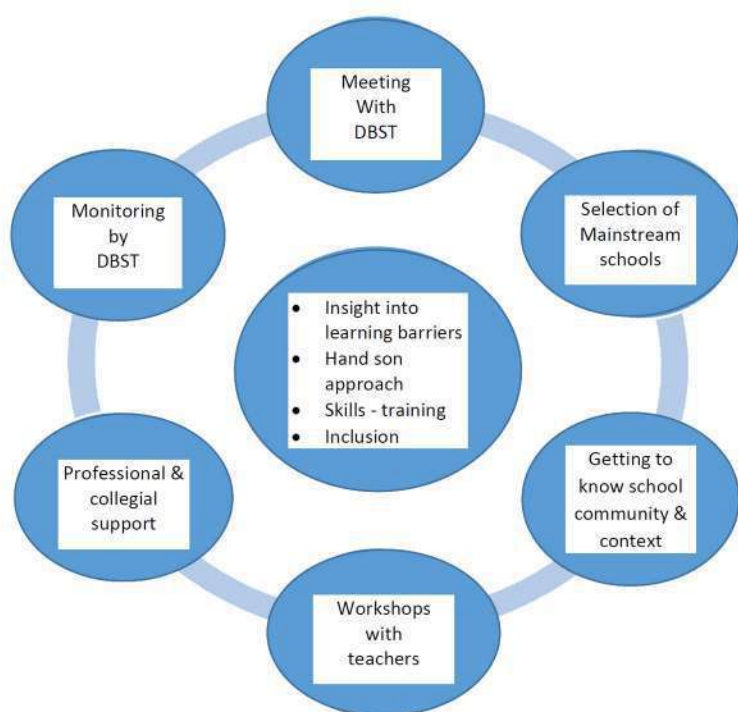 Meeting
With
DBST
Selection of
Mainstream
schools
Getting to
know school
community &
context
Workshops
with
teachers
Professional &
collegial
support
Monitoring
by
DBST
• Insight into
learning barriers
• Hand son
approach
• Skills - training
• Inclusion